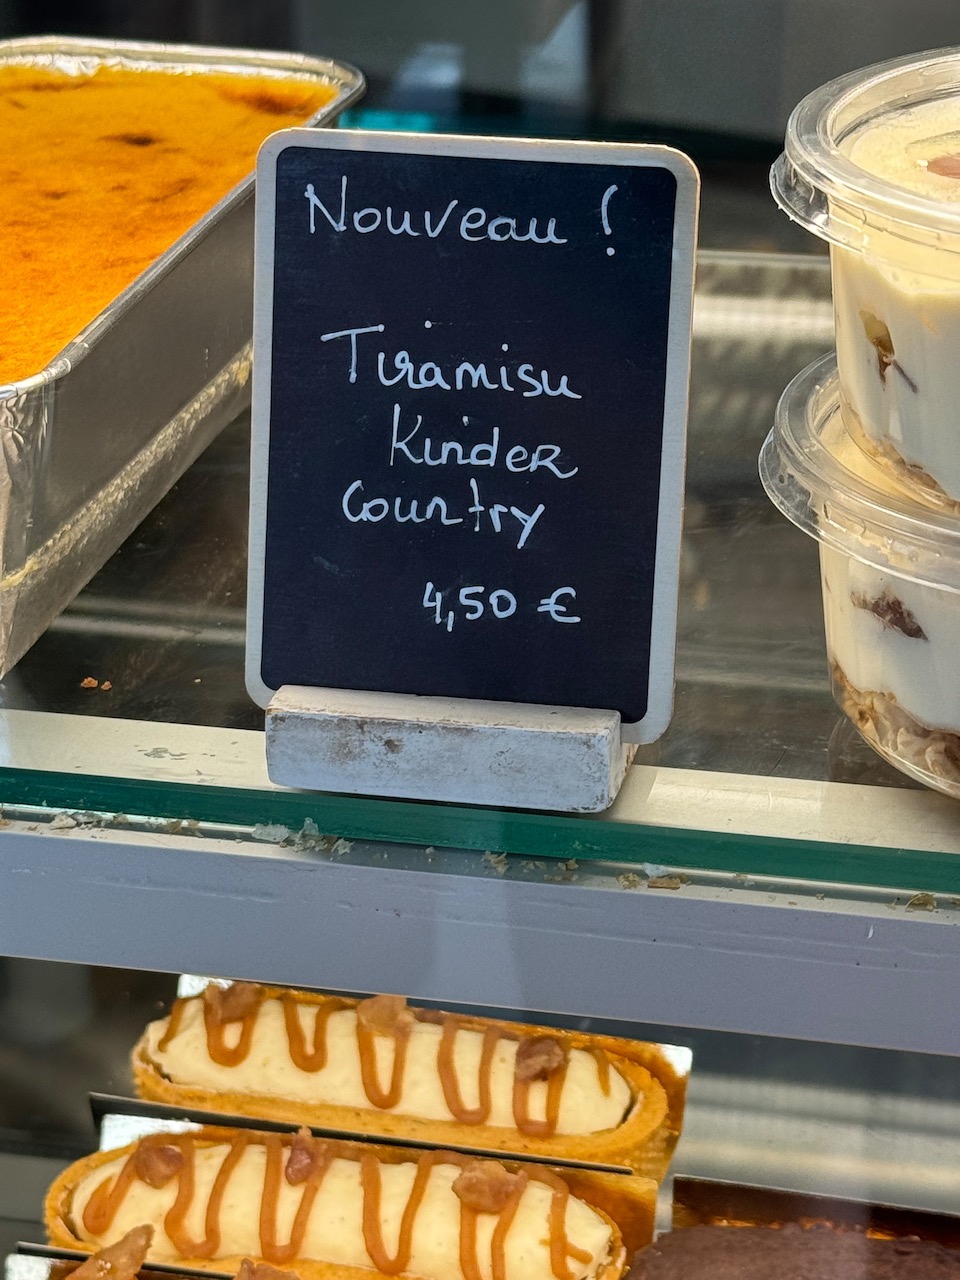 Nouveau !
Tiramisu
Kinder
Country
4,50 €